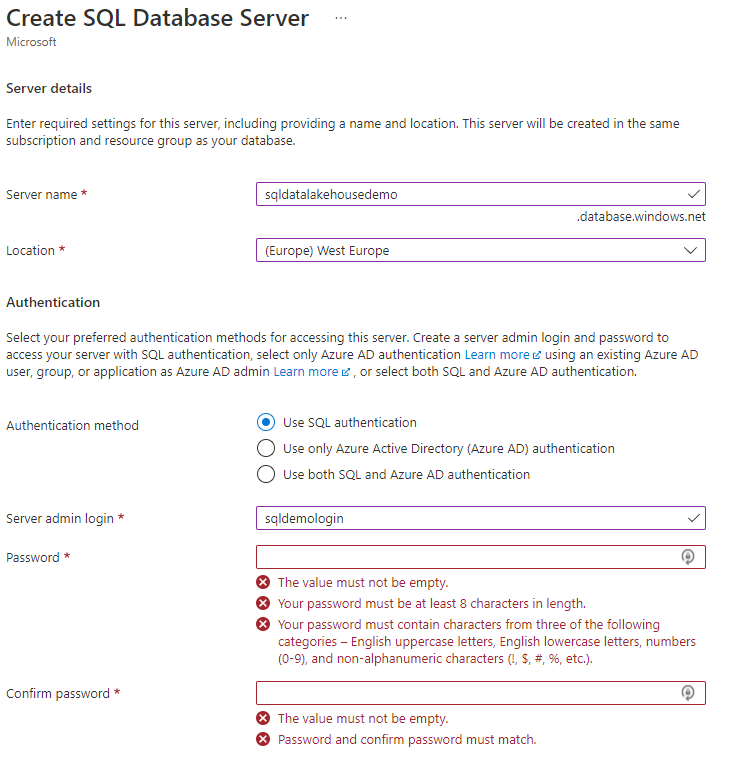 Create SQL Database Server ...
Microsoft
Server details
Enter required settings for this server, including providing a name and location. This server will be created in the same
subscription and resource group as your database.
Server name *
sqldatalakehousedemo
.database.windows.net
Location *
(Europe) West Europe
Authentication
Select your preferred authentication methods for accessing this server. Create a server admin login and password to
access your server with SQL authentication, select only Azure AD authentication Learn more using an existing Azure AD
user, group, or application as Azure AD admin Learn more , or select both SQL and Azure AD authentication.
Authentication method
Use SQL authentication
Use only Azure Active Directory (Azure AD) authentication
Use both SQL and Azure AD authentication
Server admin login *
sqldemologin
Password *
The value must not be empty.
Your password must be at least 8 characters in length.
Your password must contain characters from three of the following
categories – English uppercase letters, English lowercase letters, numbers
(0-9), and non-alphanumeric characters (!, $, #, %, etc.).
Confirm password *
The value must not be empty.
Password and confirm password must match.